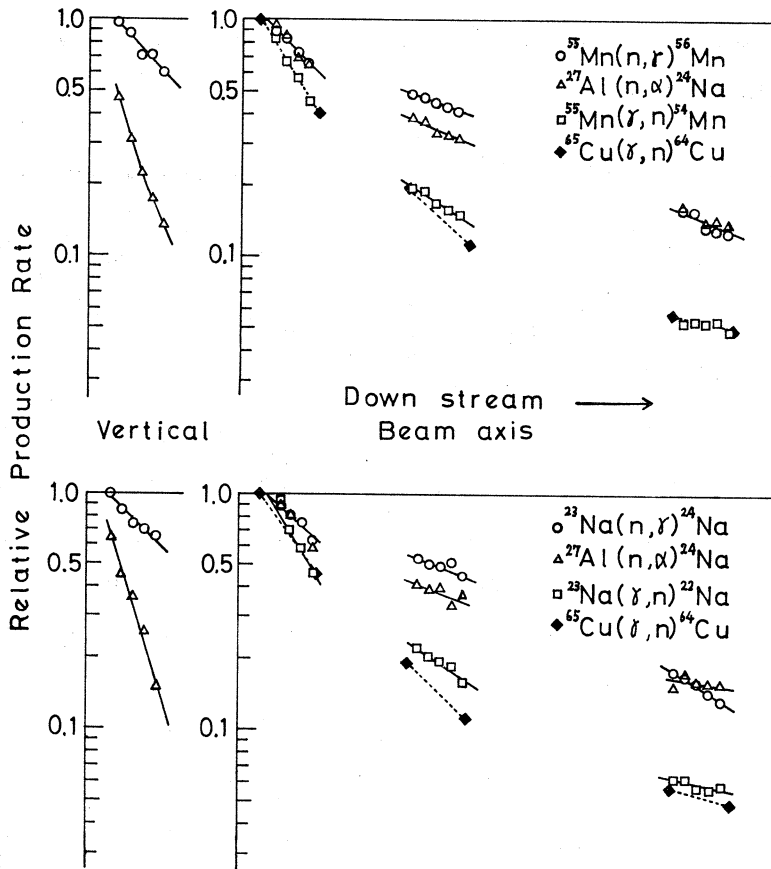 Relative Production Rate
1.0
0.5
0.1
1.0
0.5
0.1
⁵⁵Mn(n,γ)⁵⁶Mn
²⁷Al(n,α)²⁴Na
⁵⁵Mn(γ,n)⁵⁴Mn
⁶⁵Cu(γ,n)⁶⁴Cu
Down stream
Vertical
Beam axis
1.0
0.5
0.1
1.0
0.5
0.1
²³Na(n,γ)²⁴Na
²⁷Al(n,α)²⁴Na
²³Na(γ,n)²²Na
⁶⁵Cu(γ,n)⁶⁴Cu